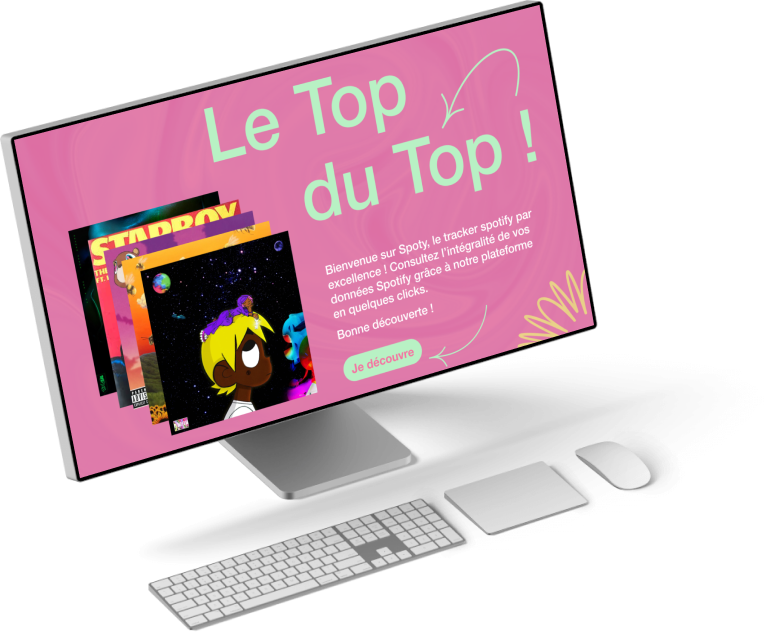 Le Top
du Top !
STARBOY
Bienvenue sur Spoty, le tracker spotify par
excellence ! Consultez l'intégralité de vos
données Spotify grâce à notre plateforme
en quelques clicks.
Bonne découverte !
Je découvre